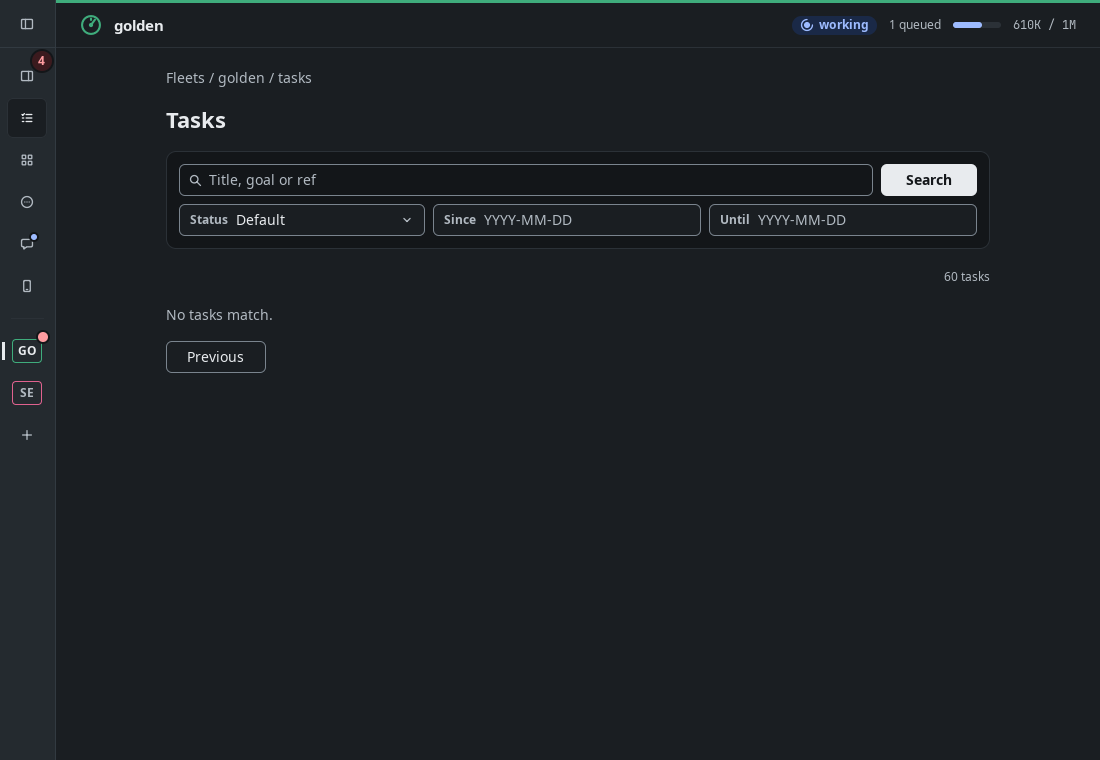 golden
working
1 queued
610K / 1M
4
Fleets / golden / tasks
Tasks
Title, goal or ref
Search
Status Default
Since YYYY-MM-DD
Until YYYY-MM-DD
60 tasks
No tasks match.
Previous
GO
SE